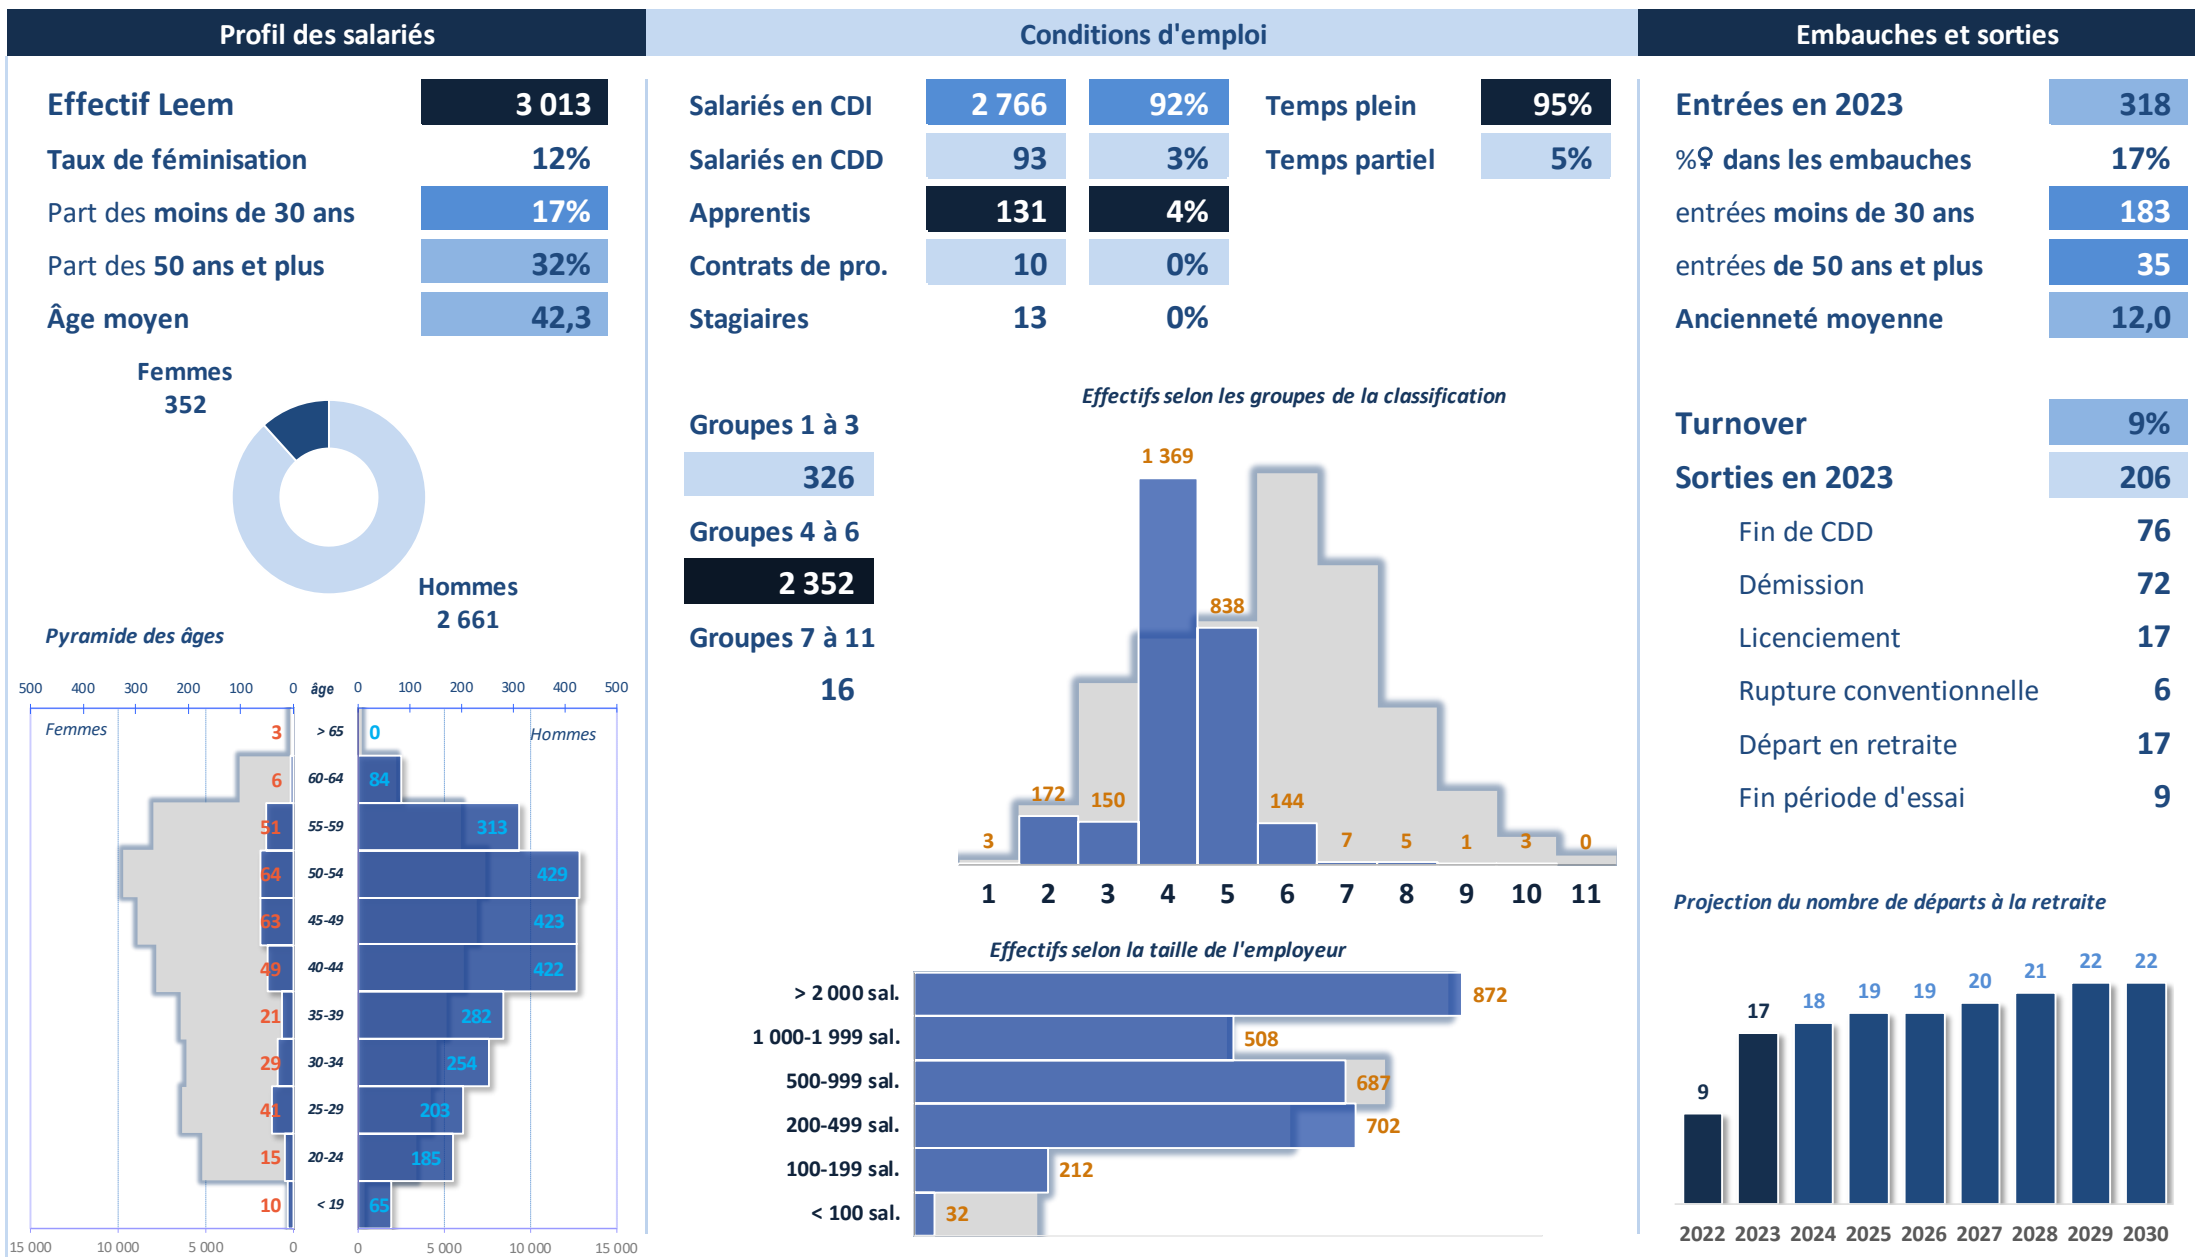 Profil des salariés
Effectif Leem 3 013
Taux de féminisation 12%
Part des moins de 30 ans 17%
Part des 50 ans et plus 32%
Âge moyen 42,3
Femmes
352
Hommes
2 661
Pyramide des âges
500 400 300 200 100 0 âge 0 100 200 300 400 500
Femmes Hommes
3 > 65 0
6 60-64 84
51 55-59 313
64 50-54 429
63 45-49 423
49 40-44 422
21 35-39 282
29 30-34 254
41 25-29 203
15 20-24 185
10 < 19 65
15 000 10 000 5 000 0 0 5 000 10 000 15 000
Conditions d'emploi
Salariés en CDI 2 766 92% Temps plein 95%
Salariés en CDD 93 3% Temps partiel 5%
Apprentis 131 4%
Contrats de pro. 10 0%
Stagiaires 13 0%
Groupes 1 à 3
326
Groupes 4 à 6
2 352
Groupes 7 à 11
16
Effectifs selon les groupes de la classification
3 172 150 1 369 838 144 7 5 1 3 0
1 2 3 4 5 6 7 8 9 10 11
Effectifs selon la taille de l'employeur
> 2 000 sal. 872
1 000-1 999 sal. 508
500-999 sal. 687
200-499 sal. 702
100-199 sal. 212
< 100 sal. 32
Embauches et sorties
Entrées en 2023 318
%♀ dans les embauches 17%
entrées moins de 30 ans 183
entrées de 50 ans et plus 35
Ancienneté moyenne 12,0
Turnover 9%
Sorties en 2023 206
Fin de CDD 76
Démission 72
Licenciement 17
Rupture conventionnelle 6
Départ en retraite 17
Fin période d'essai 9
Projection du nombre de départs à la retraite
9 17 18 19 19 20 21 22 22
2022 2023 2024 2025 2026 2027 2028 2029 2030